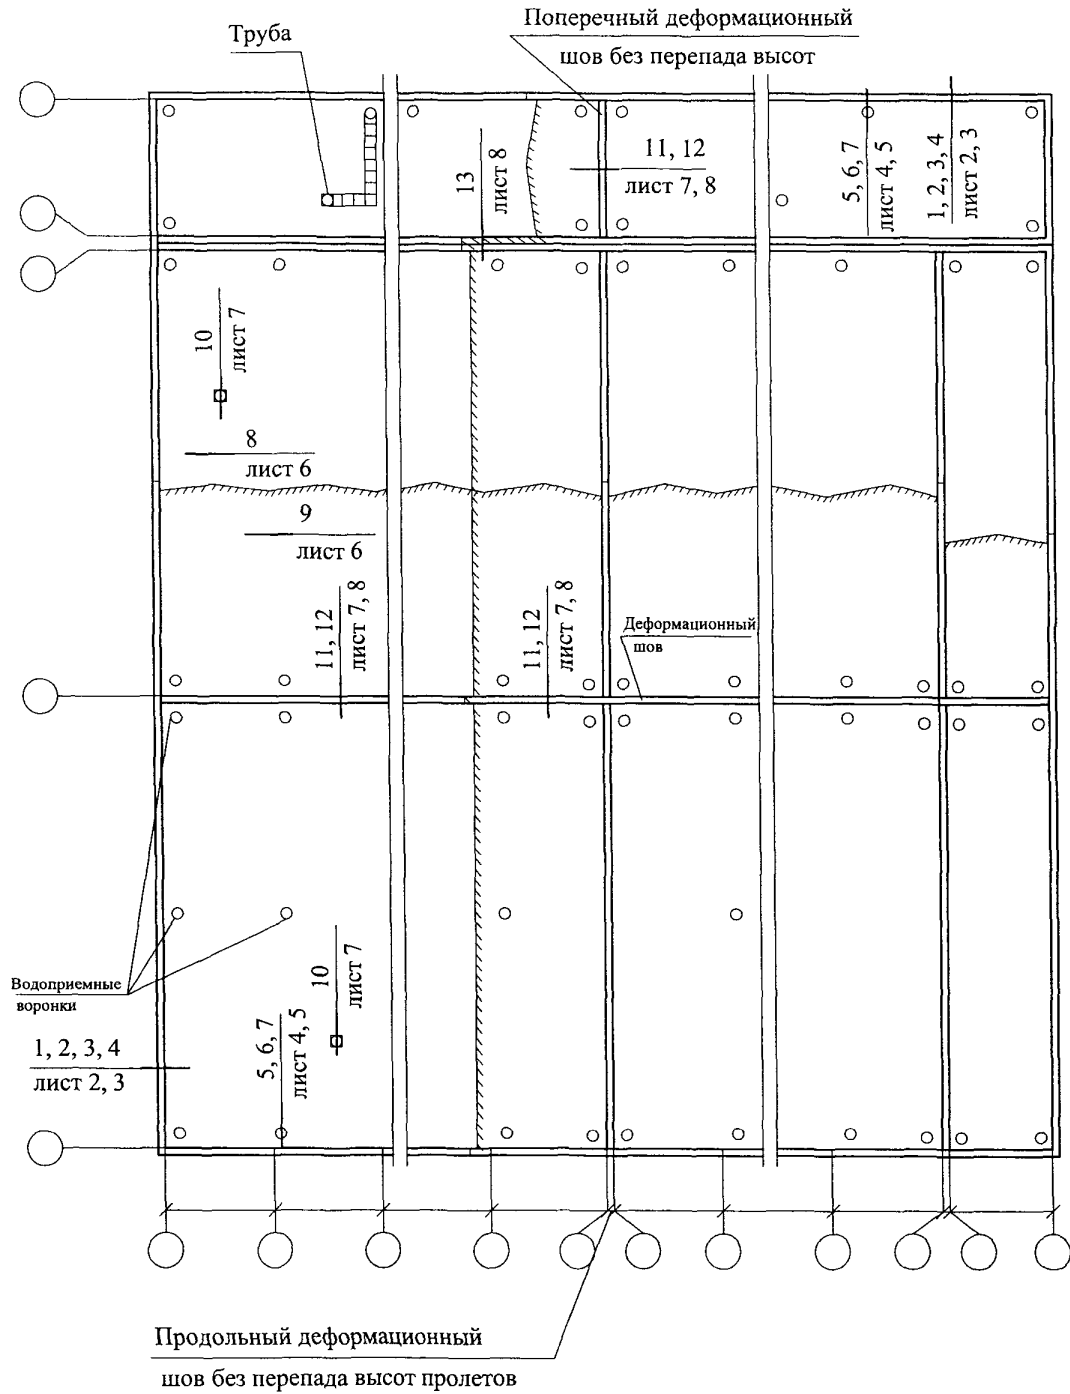 Поперечный деформационный
шов без перепада высот
Труба
13
лист 8
11, 12
лист 7, 8
5, 6, 7
лист 4, 5
1, 2, 3, 4
лист 2, 3
10
лист 7
8
лист 6
9
лист 6
11, 12
лист 7, 8
11, 12
лист 7, 8
Деформационный
шов
Водоприемные
воронки
10
лист 7
5, 6, 7
лист 4, 5
1, 2, 3, 4
лист 2, 3
Продольный деформационный
шов без перепада высот пролетов